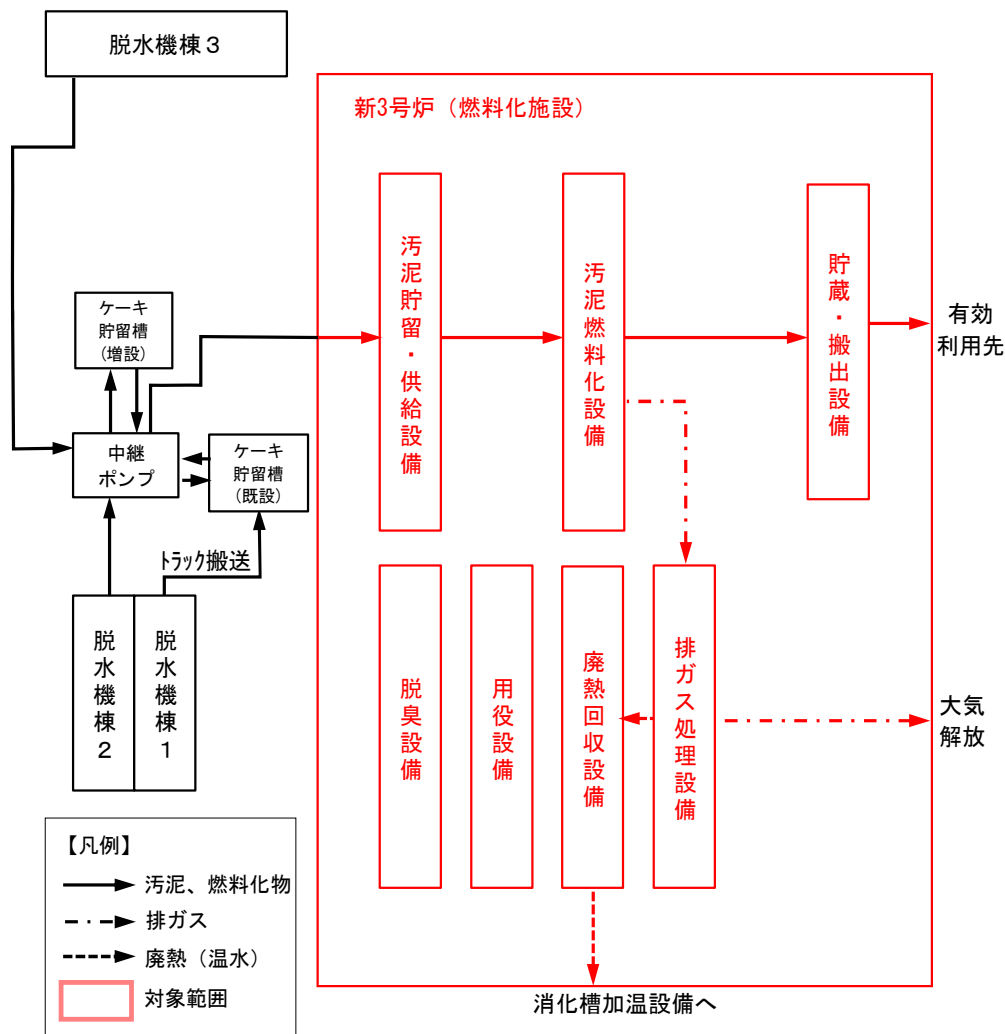 脱水機棟３
新3号炉（燃料化施設）
汚泥貯留・供給設備
汚泥燃料化設備
貯蔵・搬出設備
有効
利用先
ケーキ
貯留槽
(増設)
中継
ポンプ
ケーキ
貯留槽
(既設)
トラック搬送
脱水機棟２
脱水機棟１
脱臭設備
用役設備
廃熱回収設備
排ガス処理設備
大気
解放
【凡例】
汚泥、燃料化物
排ガス
廃熱（温水）
対象範囲
消化槽加温設備へ